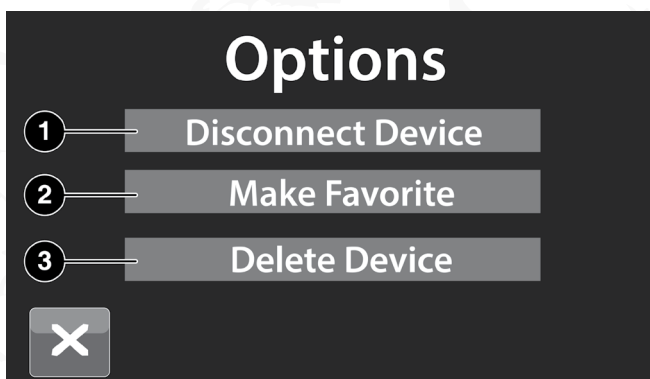 Options
1 Disconnect Device
2 Make Favorite
3 Delete Device